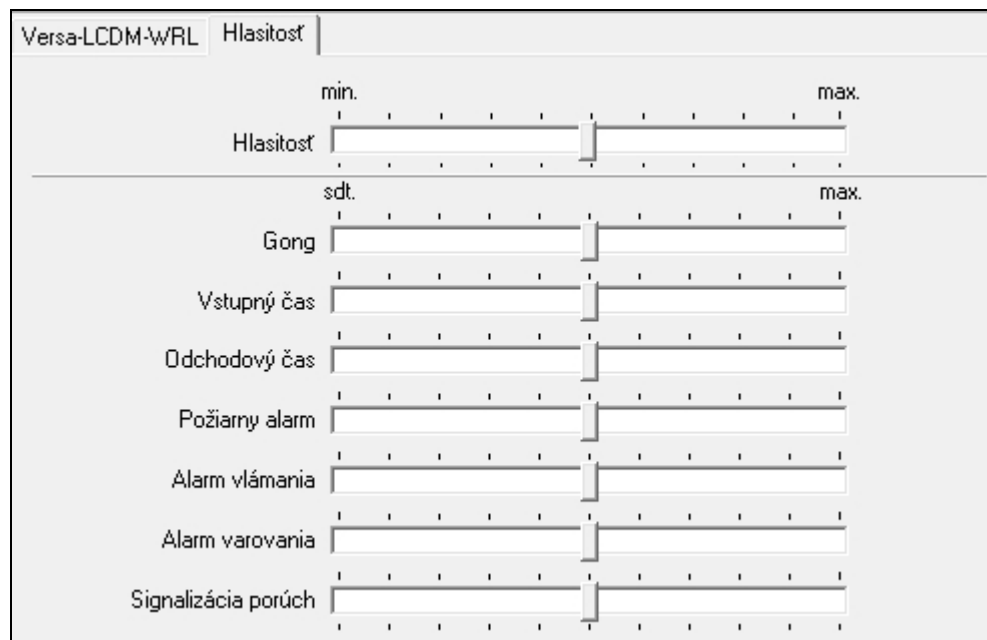 Versa-LCDM-WRL Hlasitosť
min. max.
Hlasitosť
sdt. max.
Gong
Vstupný čas
Odchodový čas
Požiarny alarm
Alarm vlámania
Alarm varovania
Signalizácia porúch